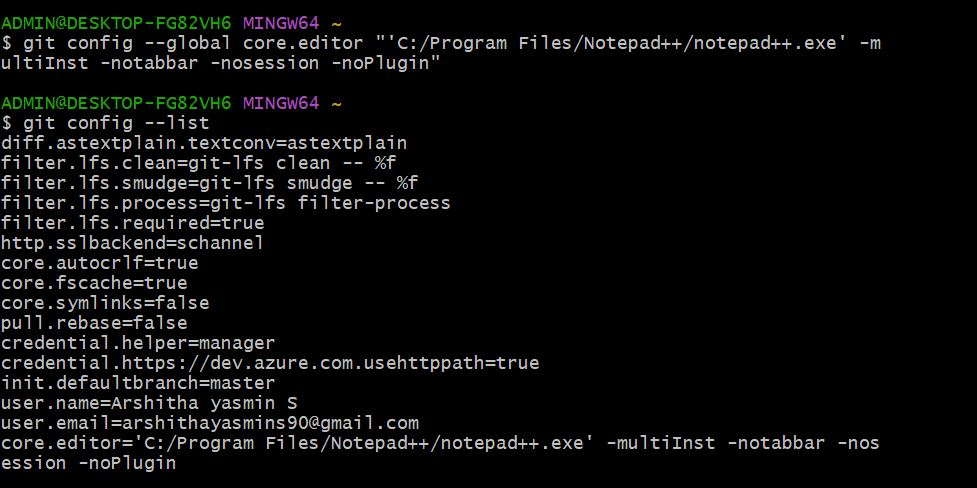 ADMIN@DESKTOP-FG82VH6 MINGW64 ~
$ git config --global core.editor "'C:/Program Files/Notepad++/notepad++.exe' -m
ultiInst -notabbar -nosession -noPlugin"
ADMIN@DESKTOP-FG82VH6 MINGW64 ~
$ git config --list
diff.astextplain.textconv=astextplain
filter.lfs.clean=git-lfs clean -- %f
filter.lfs.smudge=git-lfs smudge -- %f
filter.lfs.process=git-lfs filter-process
filter.lfs.required=true
http.sslbackend=schannel
core.autocrlf=true
core.fscache=true
core.symlinks=false
pull.rebase=false
credential.helper=manager
credential.https://dev.azure.com.usehttppath=true
init.defaultbranch=master
user.name=Arshitha yasmin S
user.email=arshithayasmins90@gmail.com
core.editor='C:/Program Files/Notepad++/notepad++.exe' -multiInst -notabbar -nos
ession -noPlugin